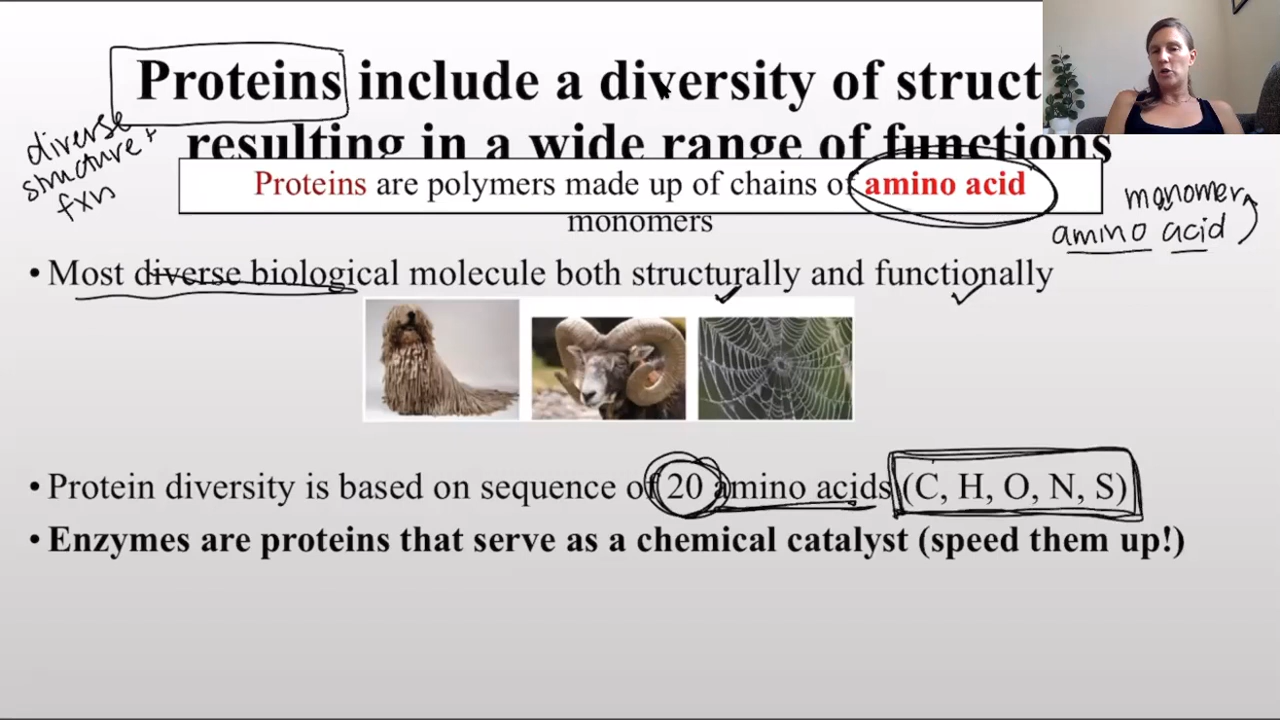 Proteins include a diversity of struct
resulting in a wide range of functions
diverse
structure +
fxn
Proteins are polymers made up of chains of amino acid
monomers
monomer
amino acid
• Most diverse biological molecule both structurally and functionally
• Protein diversity is based on sequence of 20 amino acids (C, H, O, N, S)
• Enzymes are proteins that serve as a chemical catalyst (speed them up!)